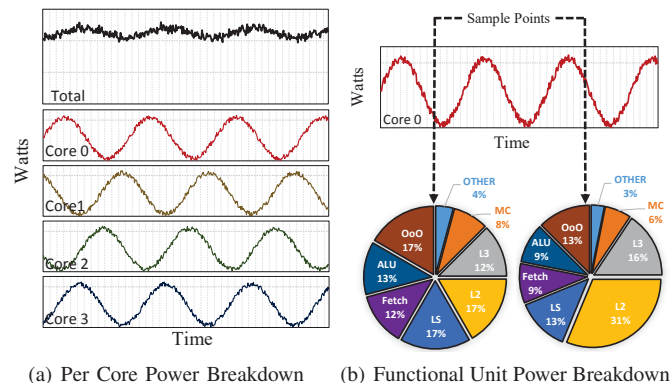 Total
Core 0
Core1
Core 2
Core 3
Watts
Time
(a) Per Core Power Breakdown
Sample Points
Watts
Core 0
Time
OTHER
4%
MC
8%
L3
12%
L2
17%
LS
17%
Fetch
12%
ALU
13%
OoO
17%
OTHER
3%
MC
6%
L3
16%
L2
31%
LS
13%
Fetch
9%
ALU
9%
OoO
13%
(b) Functional Unit Power Breakdown